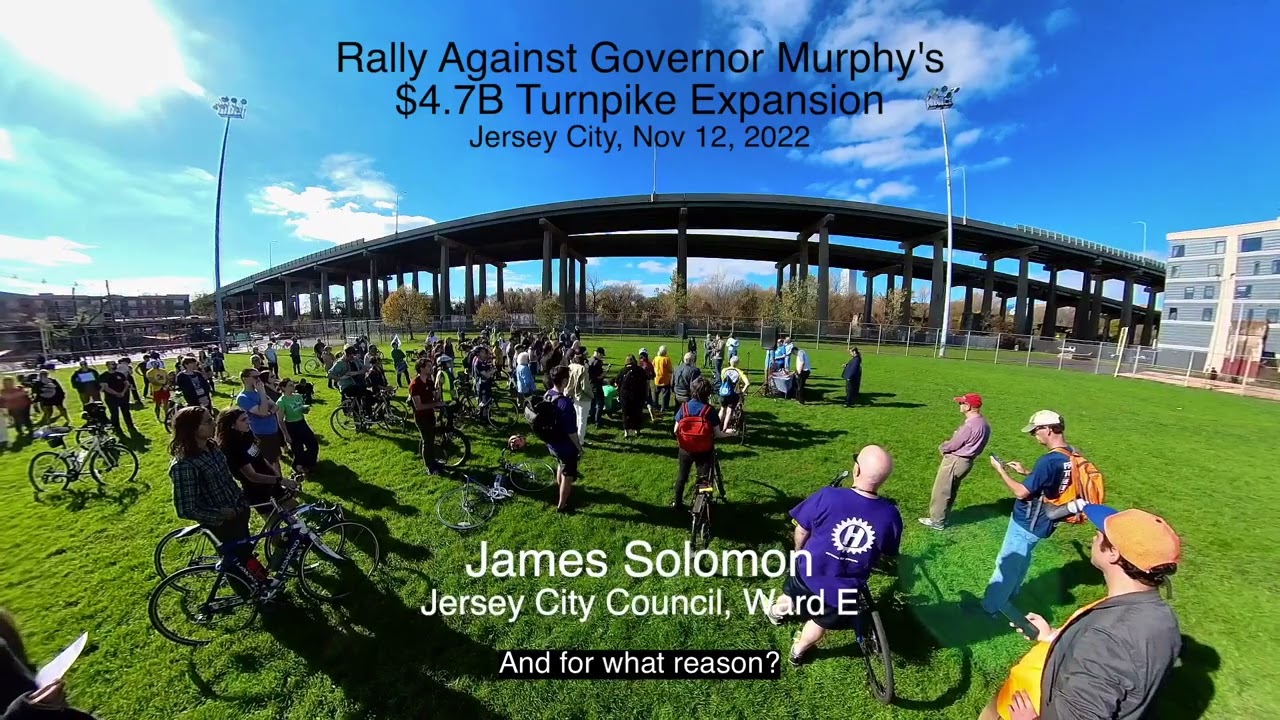 Rally Against Governor Murphy's
$4.7B Turnpike Expansion
Jersey City, Nov 12, 2022
H
James Solomon
Jersey City Council, Ward E
And for what reason?